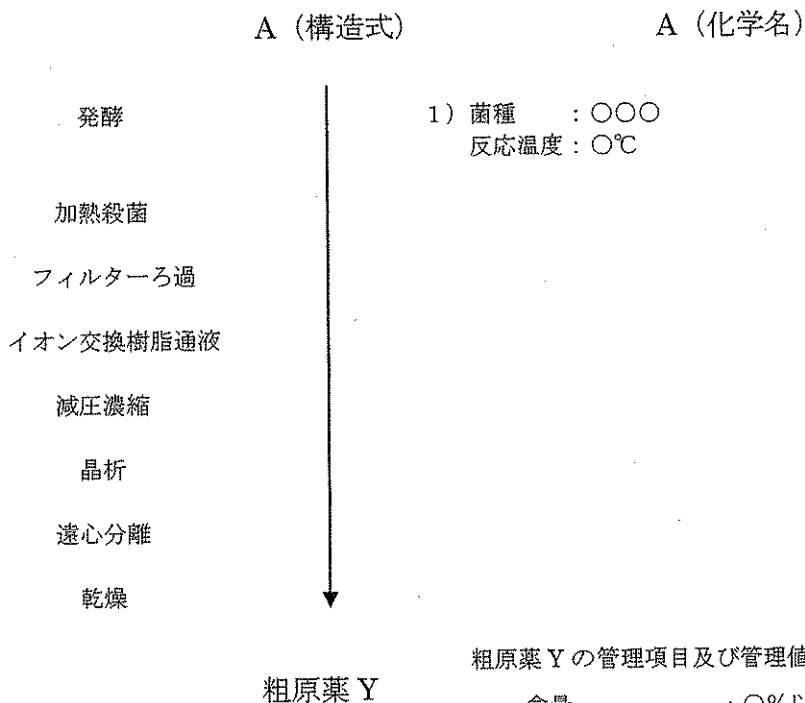 A（構造式） A（化学名）
発酵 1）菌種 ：○○○
反応温度：○℃
加熱殺菌
フィルターろ過
イオン交換樹脂通液
減圧濃縮
晶析
遠心分離
乾燥
粗原薬Yの管理項目及び管理値
粗原薬Y
：○%